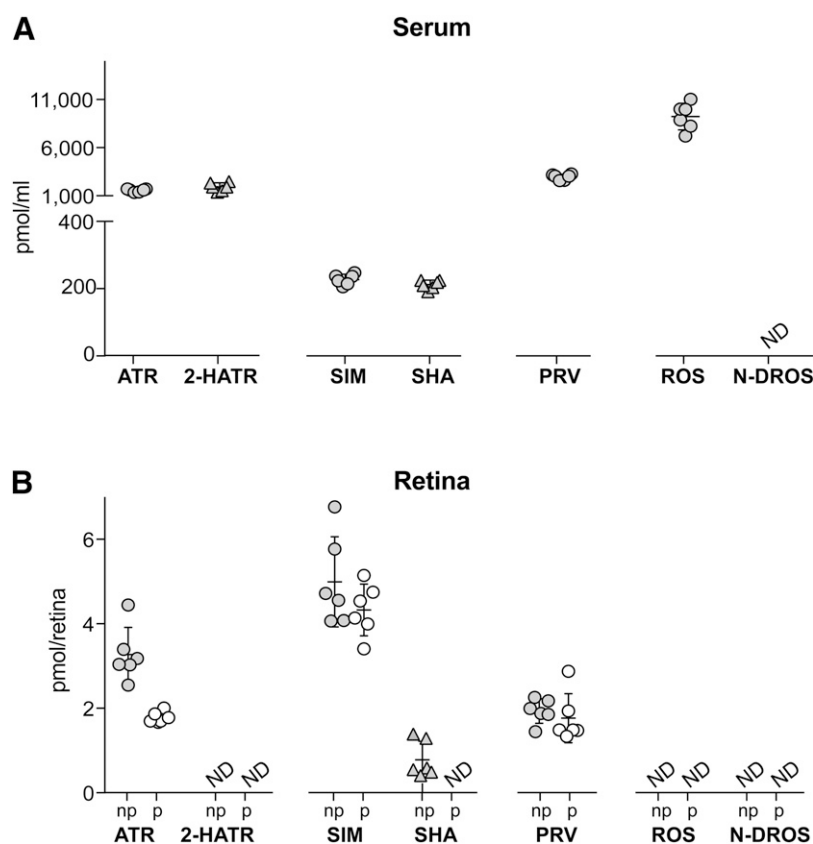 A
Serum
pmol/ml
11,000
6,000
1,000
400
200
0
ND
ATR 2-HATR SIM SHA PRV ROS N-DROS
B
Retina
pmol/retina
6
4
2
0
ND ND ND ND ND ND ND
np p np p np p np p np p np p
ATR 2-HATR SIM SHA PRV ROS N-DROS